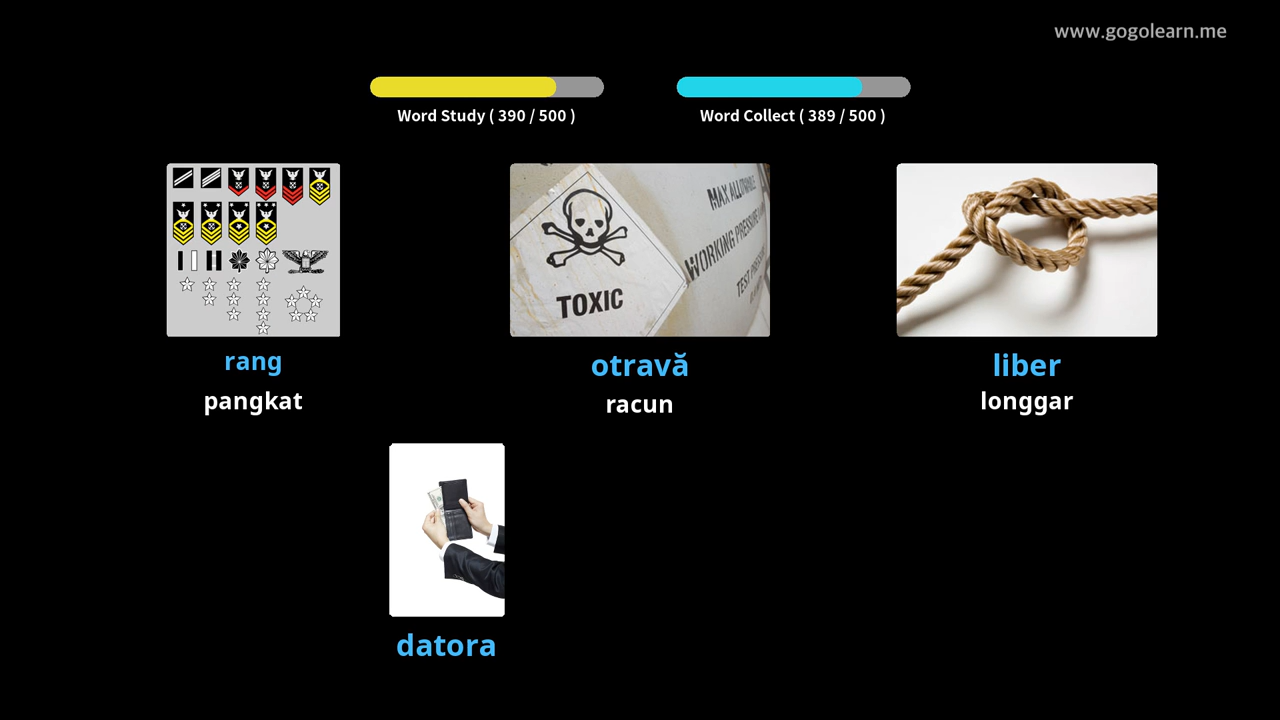 www.gogolearn.me
Word Study ( 390 / 500 )
Word Collect ( 389 / 500 )
TOXIC
MAX ALLOWABLE
WORKING PRESSURE
rang
otravă
liber
pangkat
racun
longgar
datora